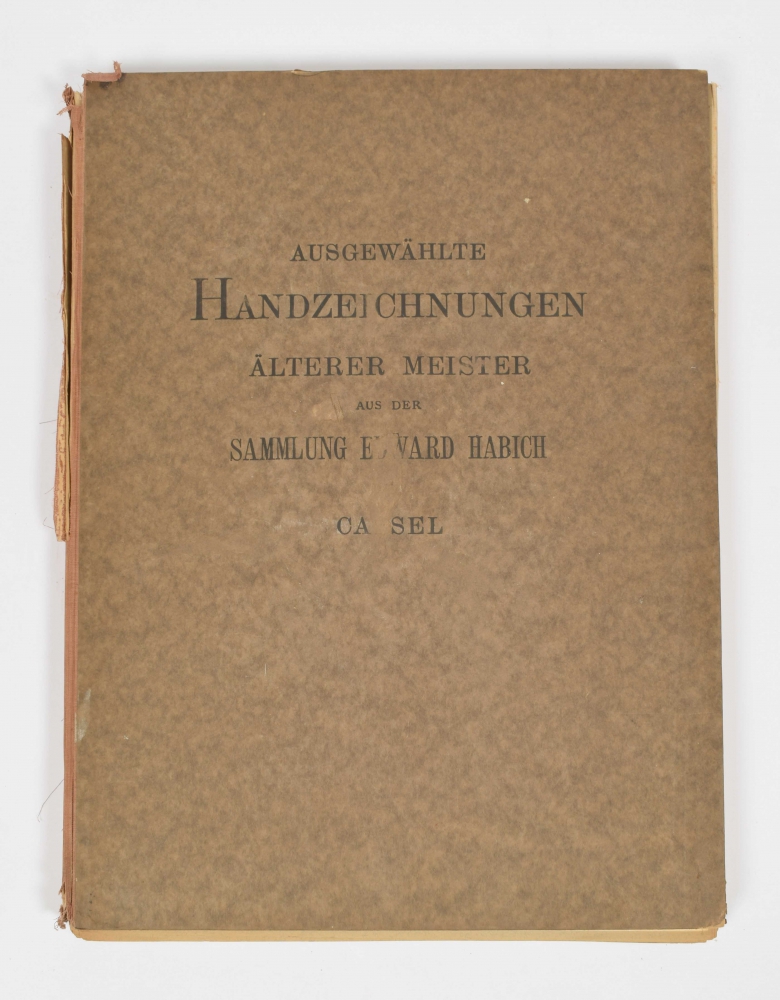 AUSGEWÄHLTE
HANDZEICHNUNGEN
ÄLTERER MEISTER
AUS DER
SAMMLUNG HABICH